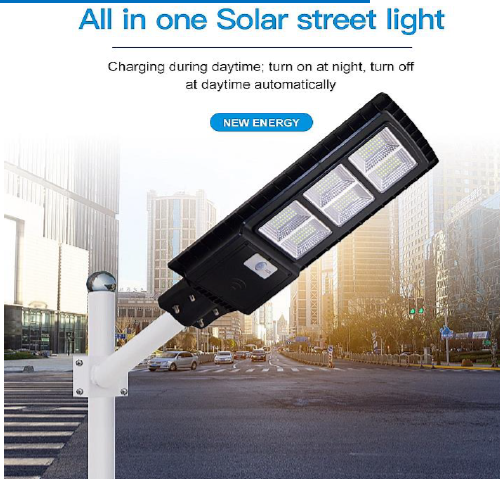 All in one Solar street light
Charging during daytime; turn on at night, turn off
at daytime automatically
NEW ENERGY